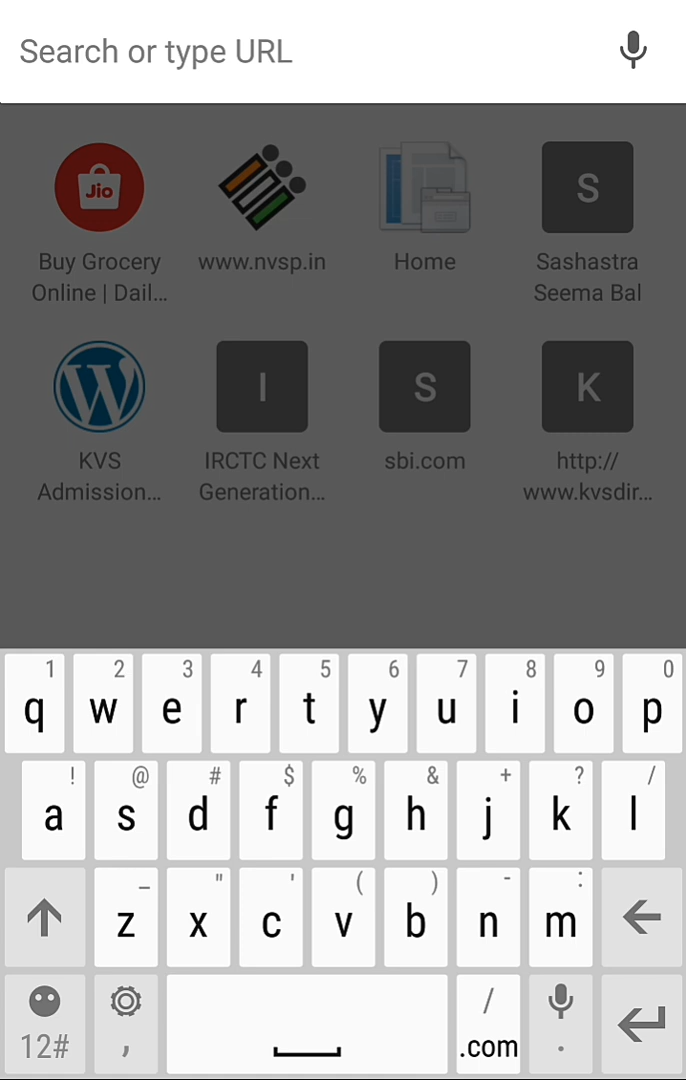 Search or type URL
Jio
Buy Grocery
Online | Dail...
www.nvsp.in
Home
S
Sashastra
Seema Bal
W
KVS
Admission...
I
IRCTC Next
Generation...
S
sbi.com
K
http://
www.kvsdir...
1 2 3 4 5 6 7 8 9 0
q w e r t y u i o p
! @ # $ % & + ? /
a s d f g h j k l
_ " ' ( ) - :
z x c v b n m
/
12# , .com .